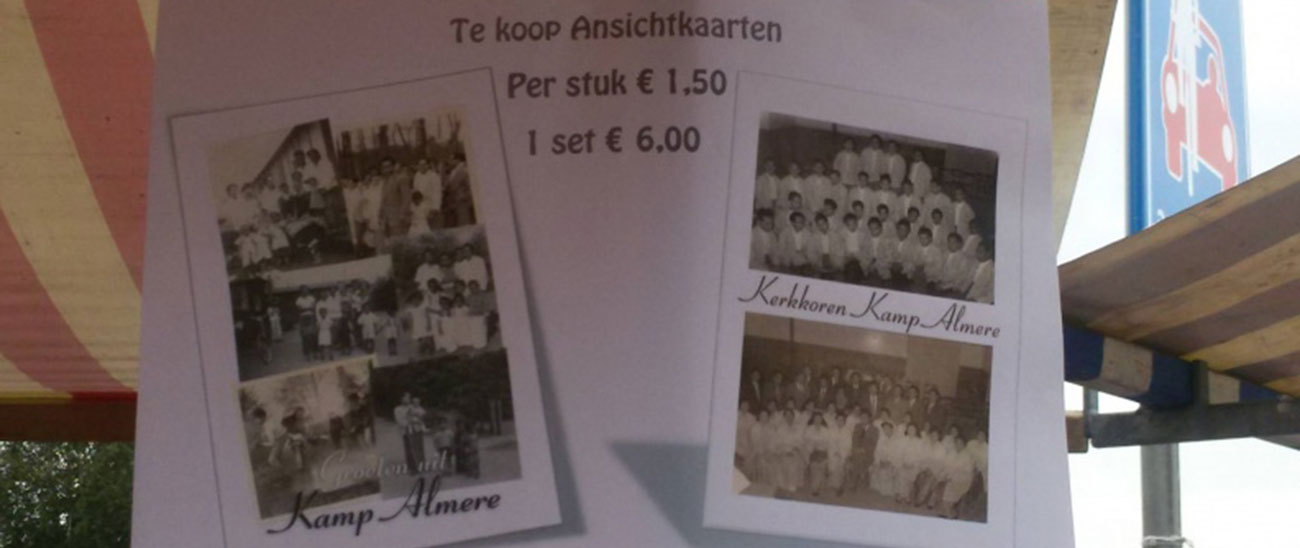 Te koop Ansichtkaarten
Per stuk € 1,50
1 set € 6,00
Groeten uit
Kamp Almere
Kerkkoren Kamp Almere